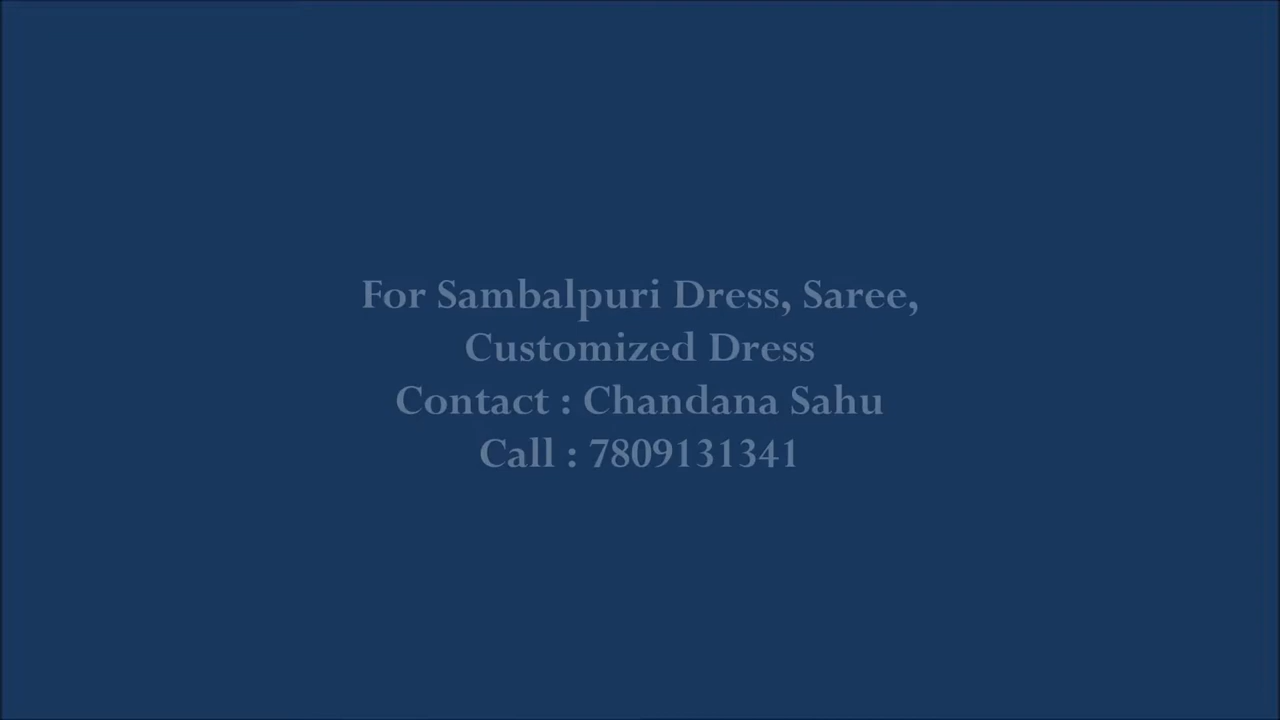 For Sambalpuri Dress, Saree,
Customized Dress
Contact : Chandana Sahu
Call : 7809131341